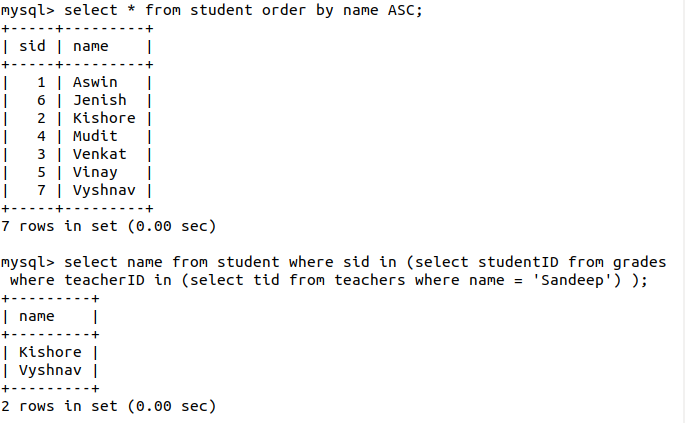 mysql> select * from student order by name ASC;
+-----+---------+
| sid | name    |
+-----+---------+
|   1 | Aswin   |
|   6 | Jenish  |
|   2 | Kishore |
|   4 | Mudit   |
|   3 | Venkat  |
|   5 | Vinay   |
|   7 | Vyshnav |
+-----+---------+
7 rows in set (0.00 sec)

mysql> select name from student where sid in (select studentID from grades
 where teacherID in (select tid from teachers where name = 'Sandeep') );
+---------+
| name    |
+---------+
| Kishore |
| Vyshnav |
+---------+
2 rows in set (0.00 sec)